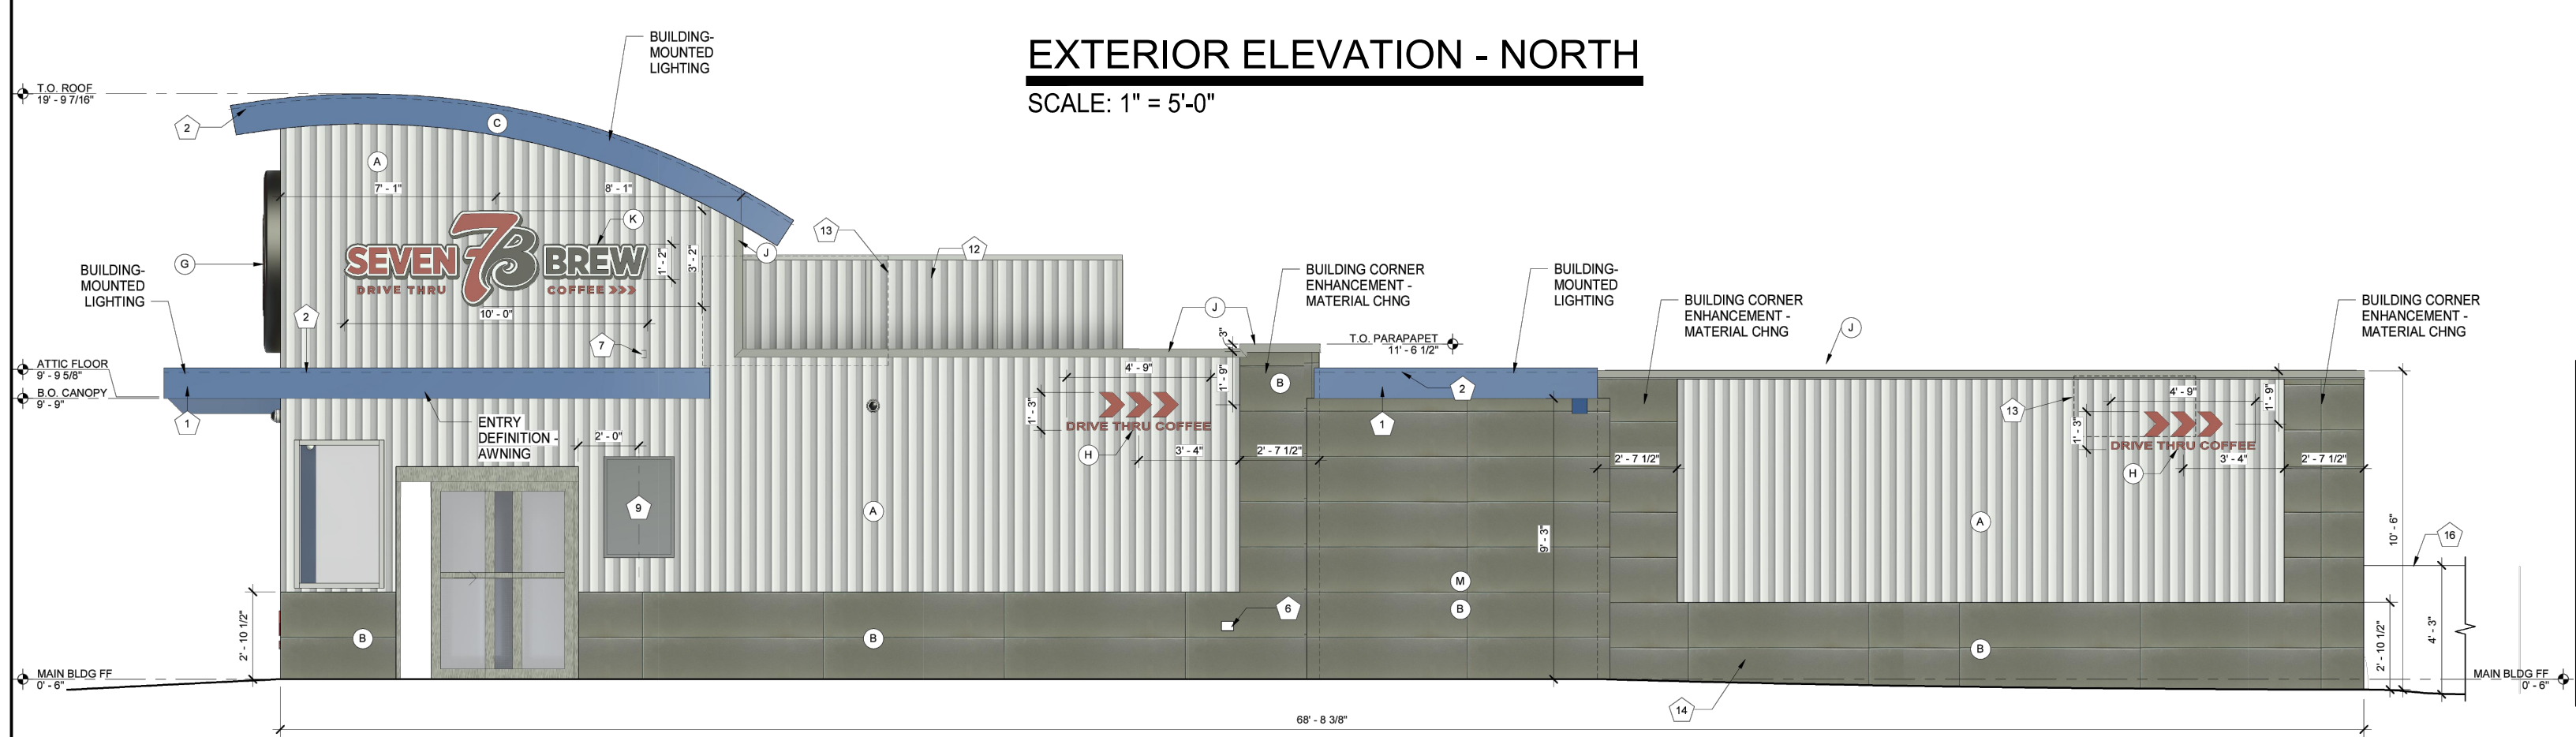 EXTERIOR ELEVATION - NORTH
SCALE: 1" = 5'-0"
BUILDING-
MOUNTED
LIGHTING
T.O. ROOF
19' - 9 7/16"
2
C
A
7' - 1"
8' - 1"
K
G
SEVEN 7B BREW
DRIVE THRU COFFEE >>>
1' - 2"
3' - 2"
10' - 0"
J
13
12
BUILDING-
MOUNTED
LIGHTING
2
7
ATTIC FLOOR
9' - 9 5/8"
B.O. CANOPY
9' - 9"
1
ENTRY
DEFINITION -
AWNING
2' - 0"
9
J
3"
BUILDING CORNER
ENHANCEMENT -
MATERIAL CHNG
T.O. PARAPAPET
11' - 6 1/2"
BUILDING-
MOUNTED
LIGHTING
BUILDING CORNER
ENHANCEMENT -
MATERIAL CHNG
J
BUILDING CORNER
ENHANCEMENT -
MATERIAL CHNG
4' - 9"
1' - 9"
1' - 3"
DRIVE THRU COFFEE
H
3' - 4"
2' - 7 1/2"
B
2
1
2' - 7 1/2"
13
4' - 9"
1' - 9"
1' - 3"
DRIVE THRU COFFEE
H
3' - 4"
2' - 7 1/2"
A
A
9' - 3"
M
B
6
10' - 6"
16
4' - 3"
2' - 10 1/2"
2' - 10 1/2"
B
B
B
14
MAIN BLDG FF
0' - 6"
MAIN BLDG FF
0' - 6"
68' - 8 3/8"